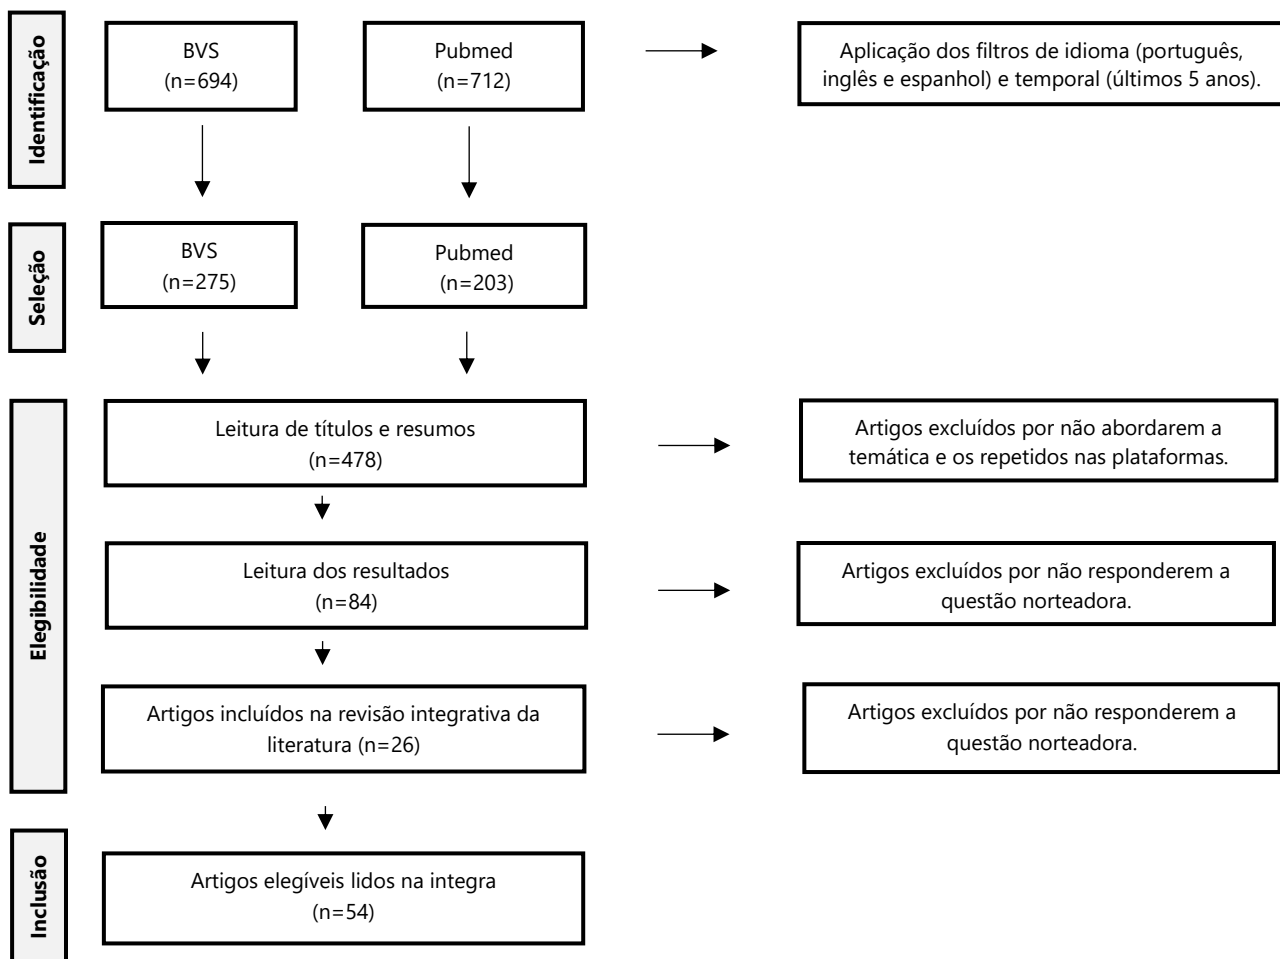 Identificação
BVS
(n=694)
Pubmed
(n=712)
Aplicação dos filtros de idioma (português,
inglês e espanhol) e temporal (últimos 5 anos).
Seleção
BVS
(n=275)
Pubmed
(n=203)
Elegibilidade
Leitura de títulos e resumos
(n=478)
Artigos excluídos por não abordarem a
temática e os repetidos nas plataformas.
Leitura dos resultados
(n=84)
Artigos excluídos por não responderem a
questão norteadora.
Artigos incluídos na revisão integrativa da
literatura (n=26)
Artigos excluídos por não responderem a
questão norteadora.
Inclusão
Artigos elegíveis lidos na integra
(n=54)